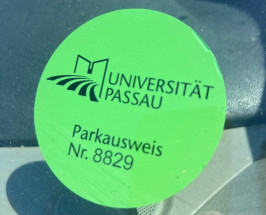 UNIVERSITÄT
PASSAU
Parkausweis
Nr. 8829